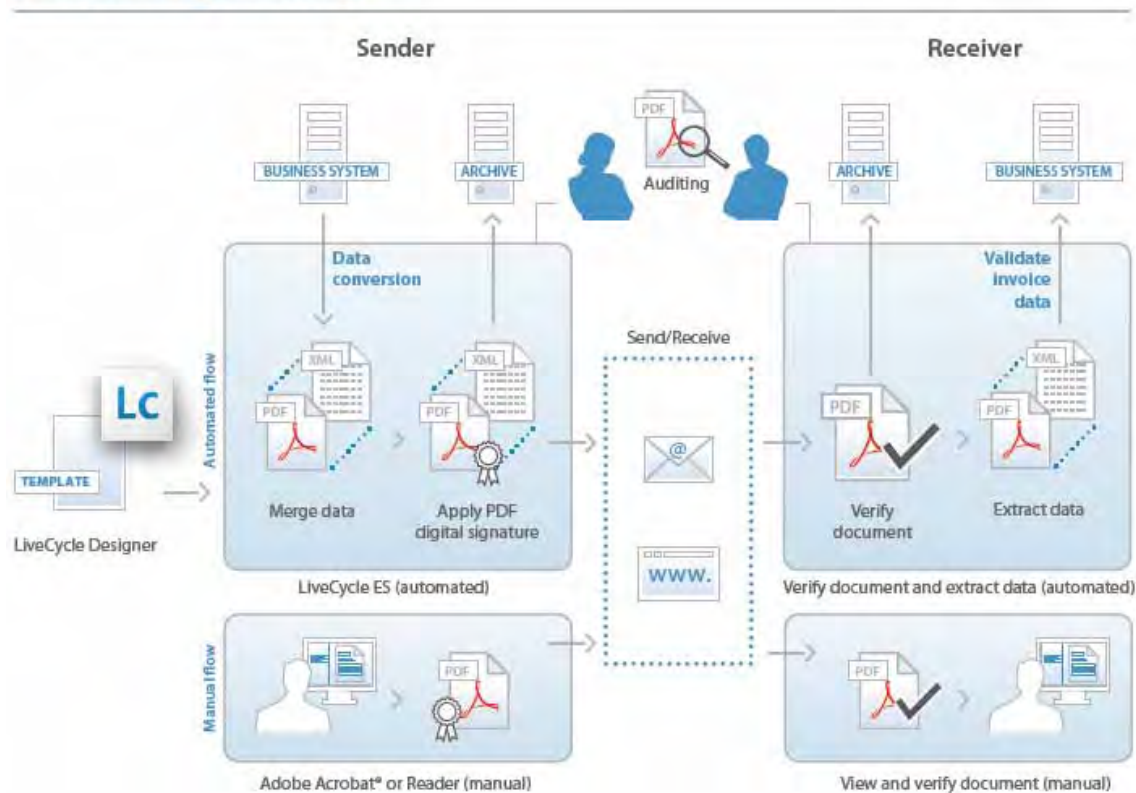 Sender
Receiver
PDF
BUSINESS SYSTEM
ARCHIVE
Auditing
ARCHIVE
BUSINESS SYSTEM
Data
conversion
Validate
invoice
data
Send/Receive
Automated flow
XML
PDF
XML
PDF
@
www.
PDF
XML
PDF
Lc
TEMPLATE
LiveCycle Designer
Merge data
Apply PDF
digital signature
Verify
document
Extract data
LiveCycle ES (automated)
Verify document and extract data (automated)
Manual flow
PDF
PDF
Adobe Acrobat® or Reader (manual)
View and verify document (manual)